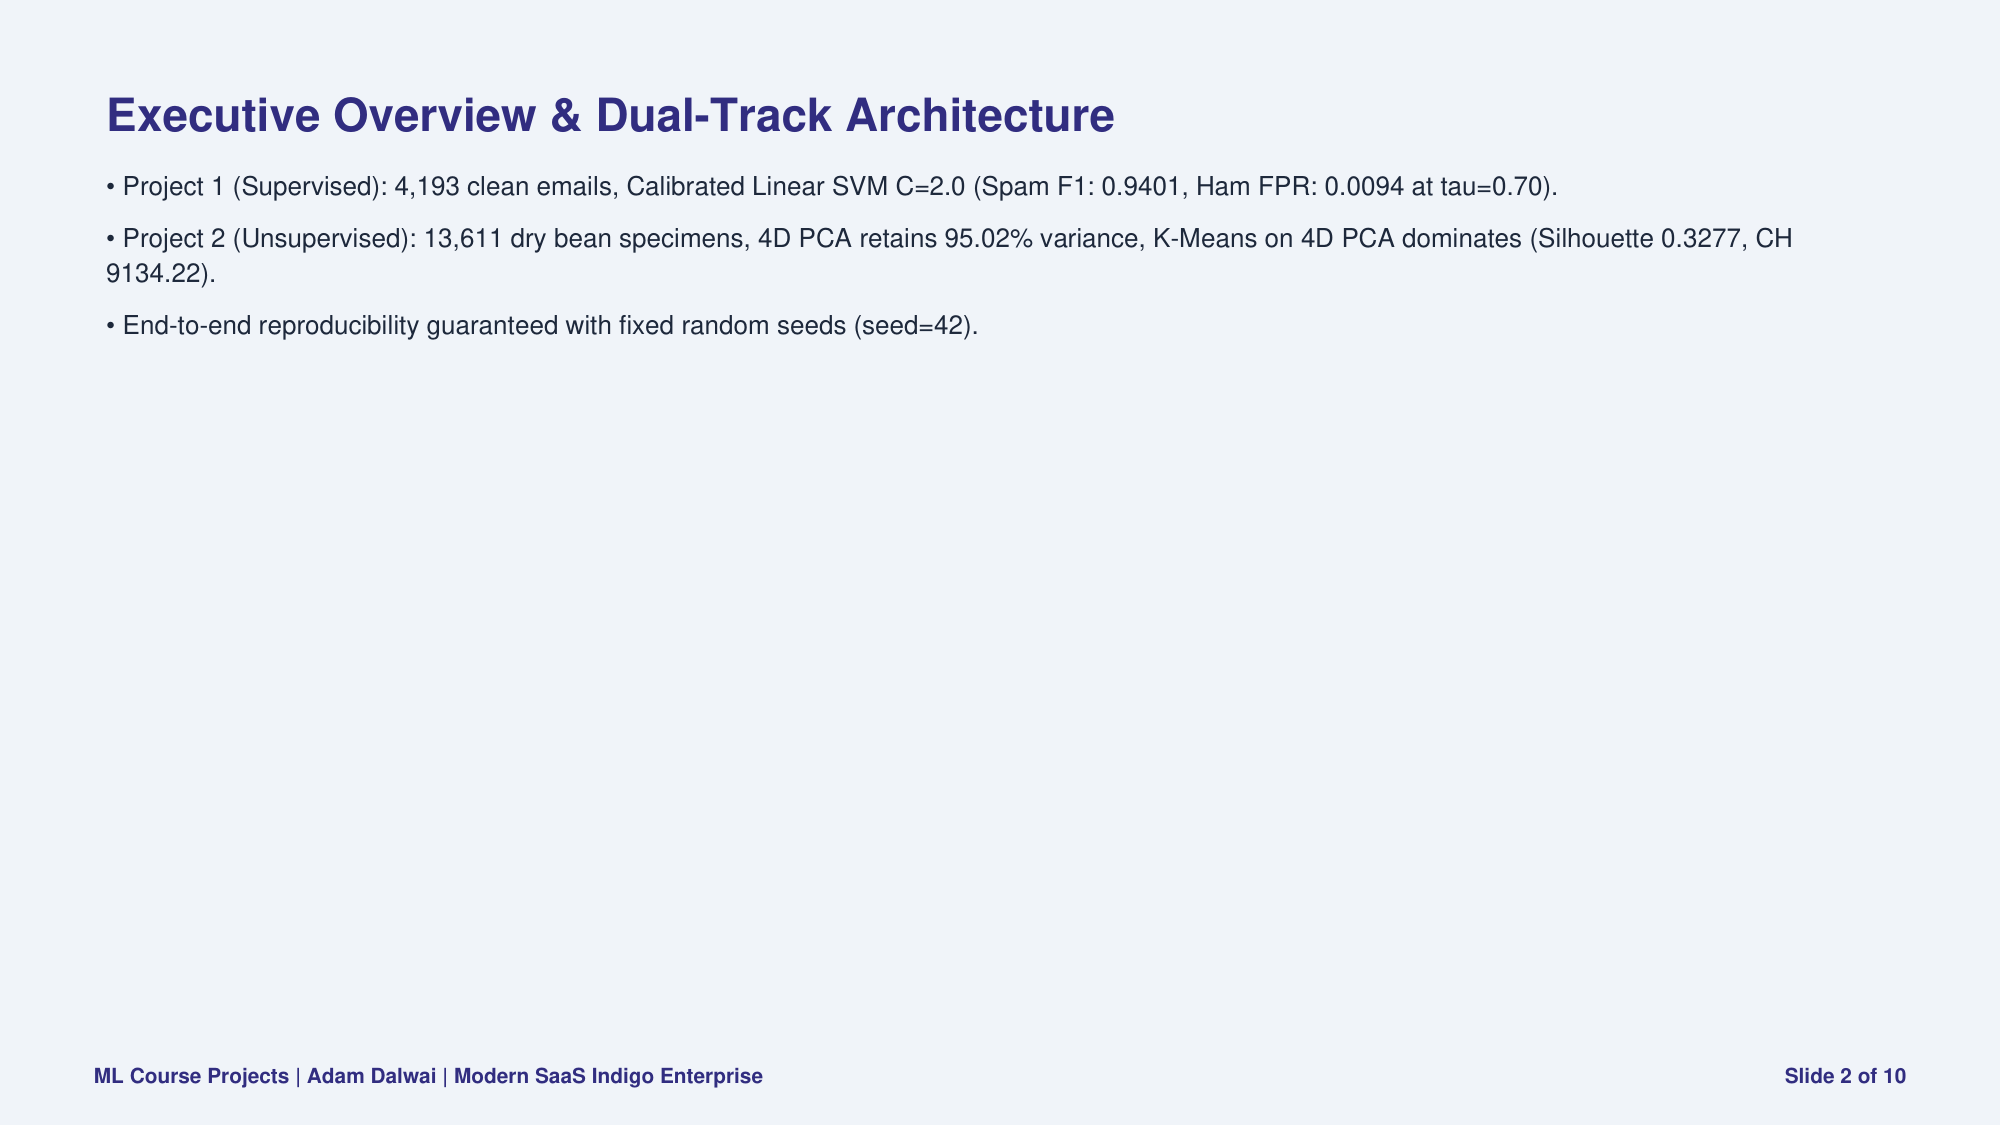 Executive Overview & Dual-Track Architecture
• Project 1 (Supervised): 4,193 clean emails, Calibrated Linear SVM C=2.0 (Spam F1: 0.9401, Ham FPR: 0.0094 at tau=0.70).
• Project 2 (Unsupervised): 13,611 dry bean specimens, 4D PCA retains 95.02% variance, K-Means on 4D PCA dominates (Silhouette 0.3277, CH
9134.22).
• End-to-end reproducibility guaranteed with fixed random seeds (seed=42).
ML Course Projects | Adam Dalwai | Modern SaaS Indigo Enterprise
Slide 2 of 10